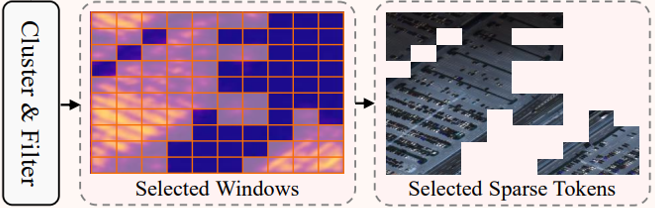 Cluster & Filter
Selected Windows
Selected Sparse Tokens